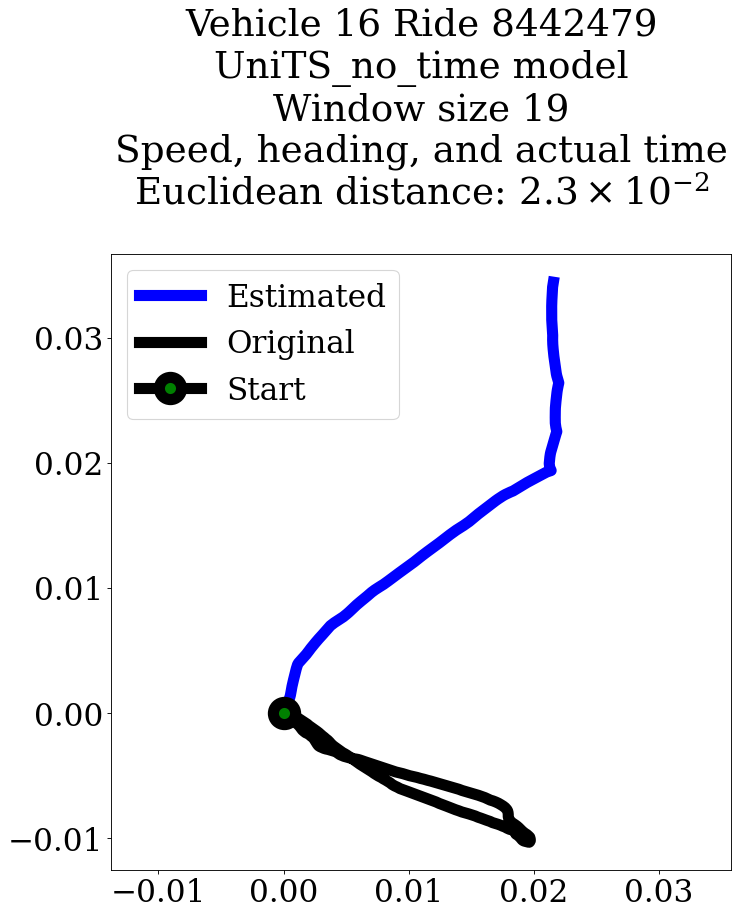 Vehicle 16 Ride 8442479
UniTS_no_time model
Window size 19
Speed, heading, and actual time
Euclidean distance: 2.3 × 10⁻²
Estimated
Original
Start
0.03
0.02
0.01
0.00
−0.01
−0.01 0.00 0.01 0.02 0.03